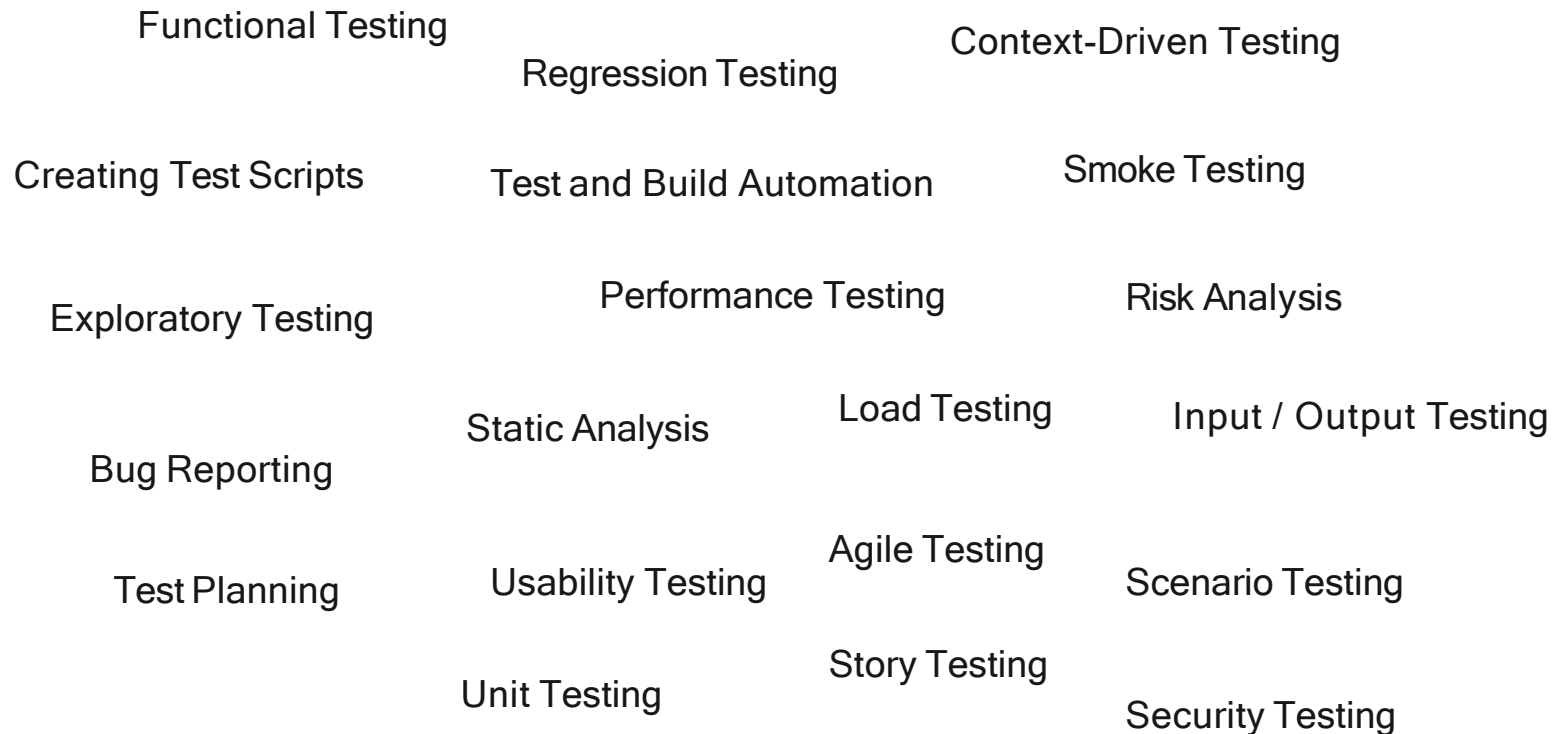 Functional Testing
Context-Driven Testing
Regression Testing
Creating Test Scripts
Test and Build Automation
Smoke Testing
Exploratory Testing
Performance Testing
Risk Analysis
Static Analysis
Load Testing
Input / Output Testing
Bug Reporting
Agile Testing
Test Planning
Usability Testing
Scenario Testing
Story Testing
Unit Testing
Security Testing